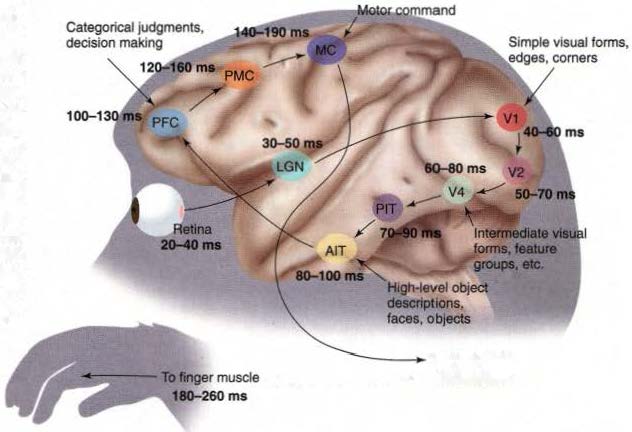 Motor command
Categorical judgments,
decision making
140–190 ms
MC
Simple visual forms,
edges, corners
120–160 ms
PMC
100–130 ms
PFC
V1
40–60 ms
30–50 ms
LGN
60–80 ms
V2
V4
50–70 ms
PIT
70–90 ms
Retina
20–40 ms
Intermediate visual
forms, feature
groups, etc.
AIT
80–100 ms
High-level object
descriptions,
faces, objects
To finger muscle
180–260 ms